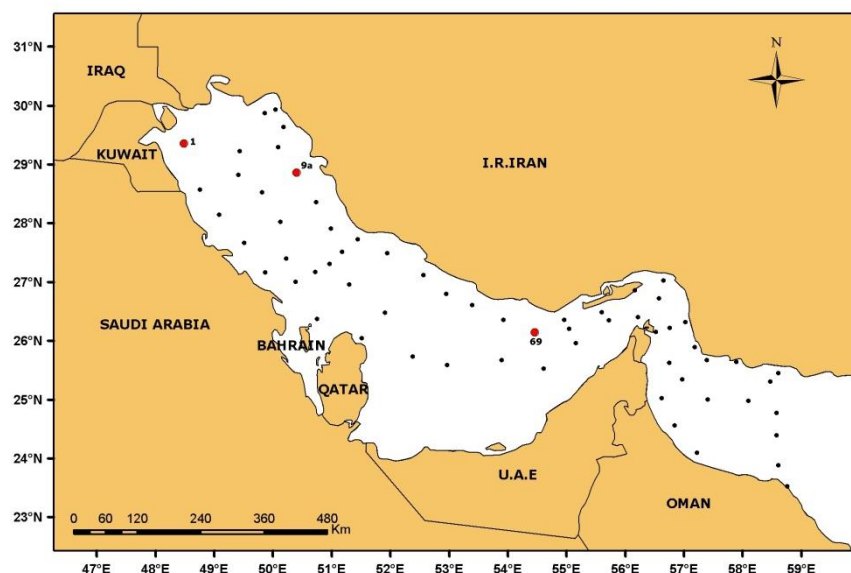 N
31°N
IRAQ
30°N
1
29°N
KUWAIT
9a
I.R.IRAN
28°N
27°N
SAUDI ARABIA
26°N
69
BAHRAIN
QATAR
25°N
24°N
U.A.E
OMAN
23°N
0 60 120 240 360 480
Km
47°E 48°E 49°E 50°E 51°E 52°E 53°E 54°E 55°E 56°E 57°E 58°E 59°E